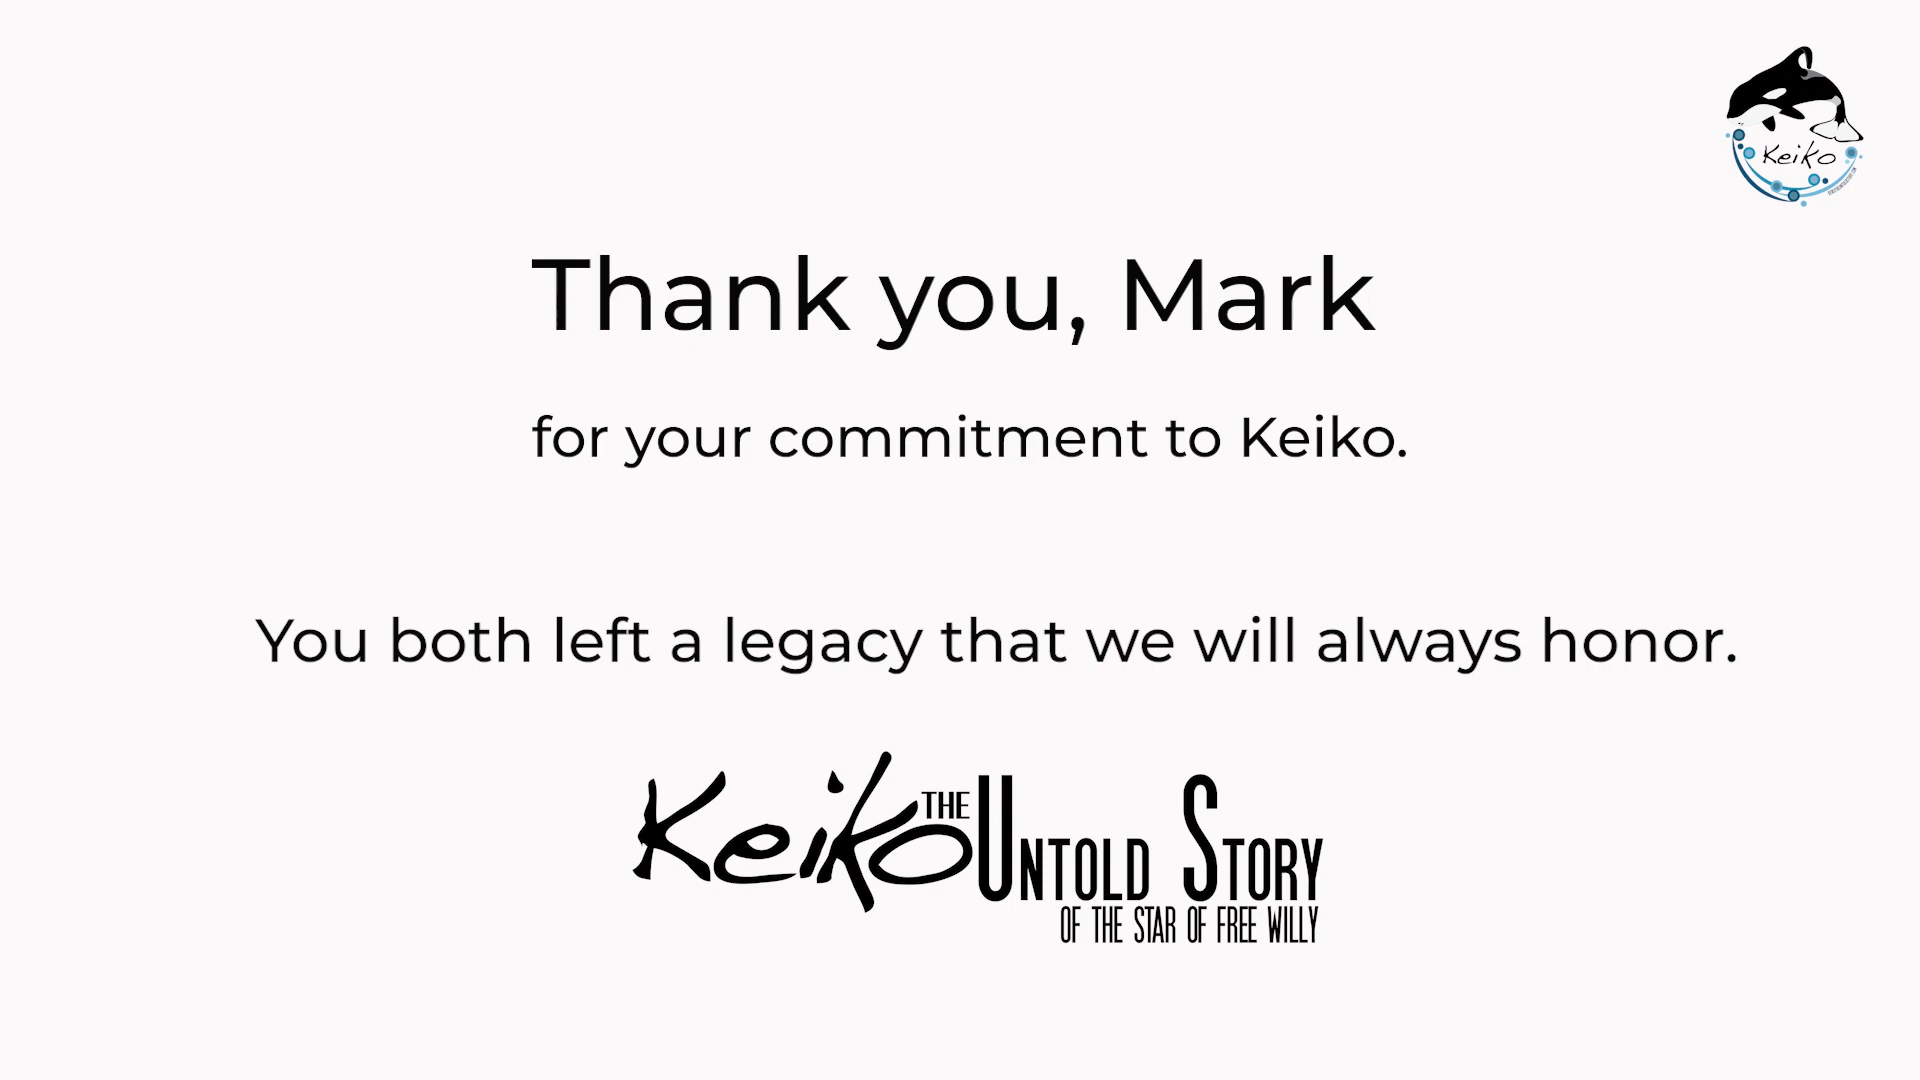 Keiko
Thank you, Mark
for your commitment to Keiko.
You both left a legacy that we will always honor.
Keiko THE UNTOLD STORY
OF THE STAR OF FREE WILLY